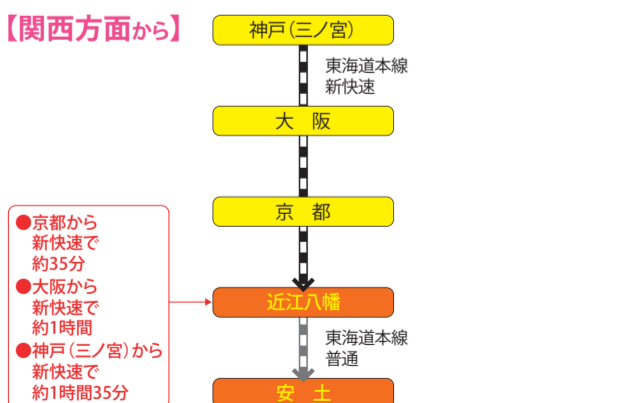 【関西方面から】
神戸（三ノ宮）
東海道本線
新快速
大　阪
京　都
●京都から
新快速で
約35分
●大阪から
新快速で
約1時間
●神戸（三ノ宮）から
新快速で
約1時間35分
近江八幡
東海道本線
普通
安　土